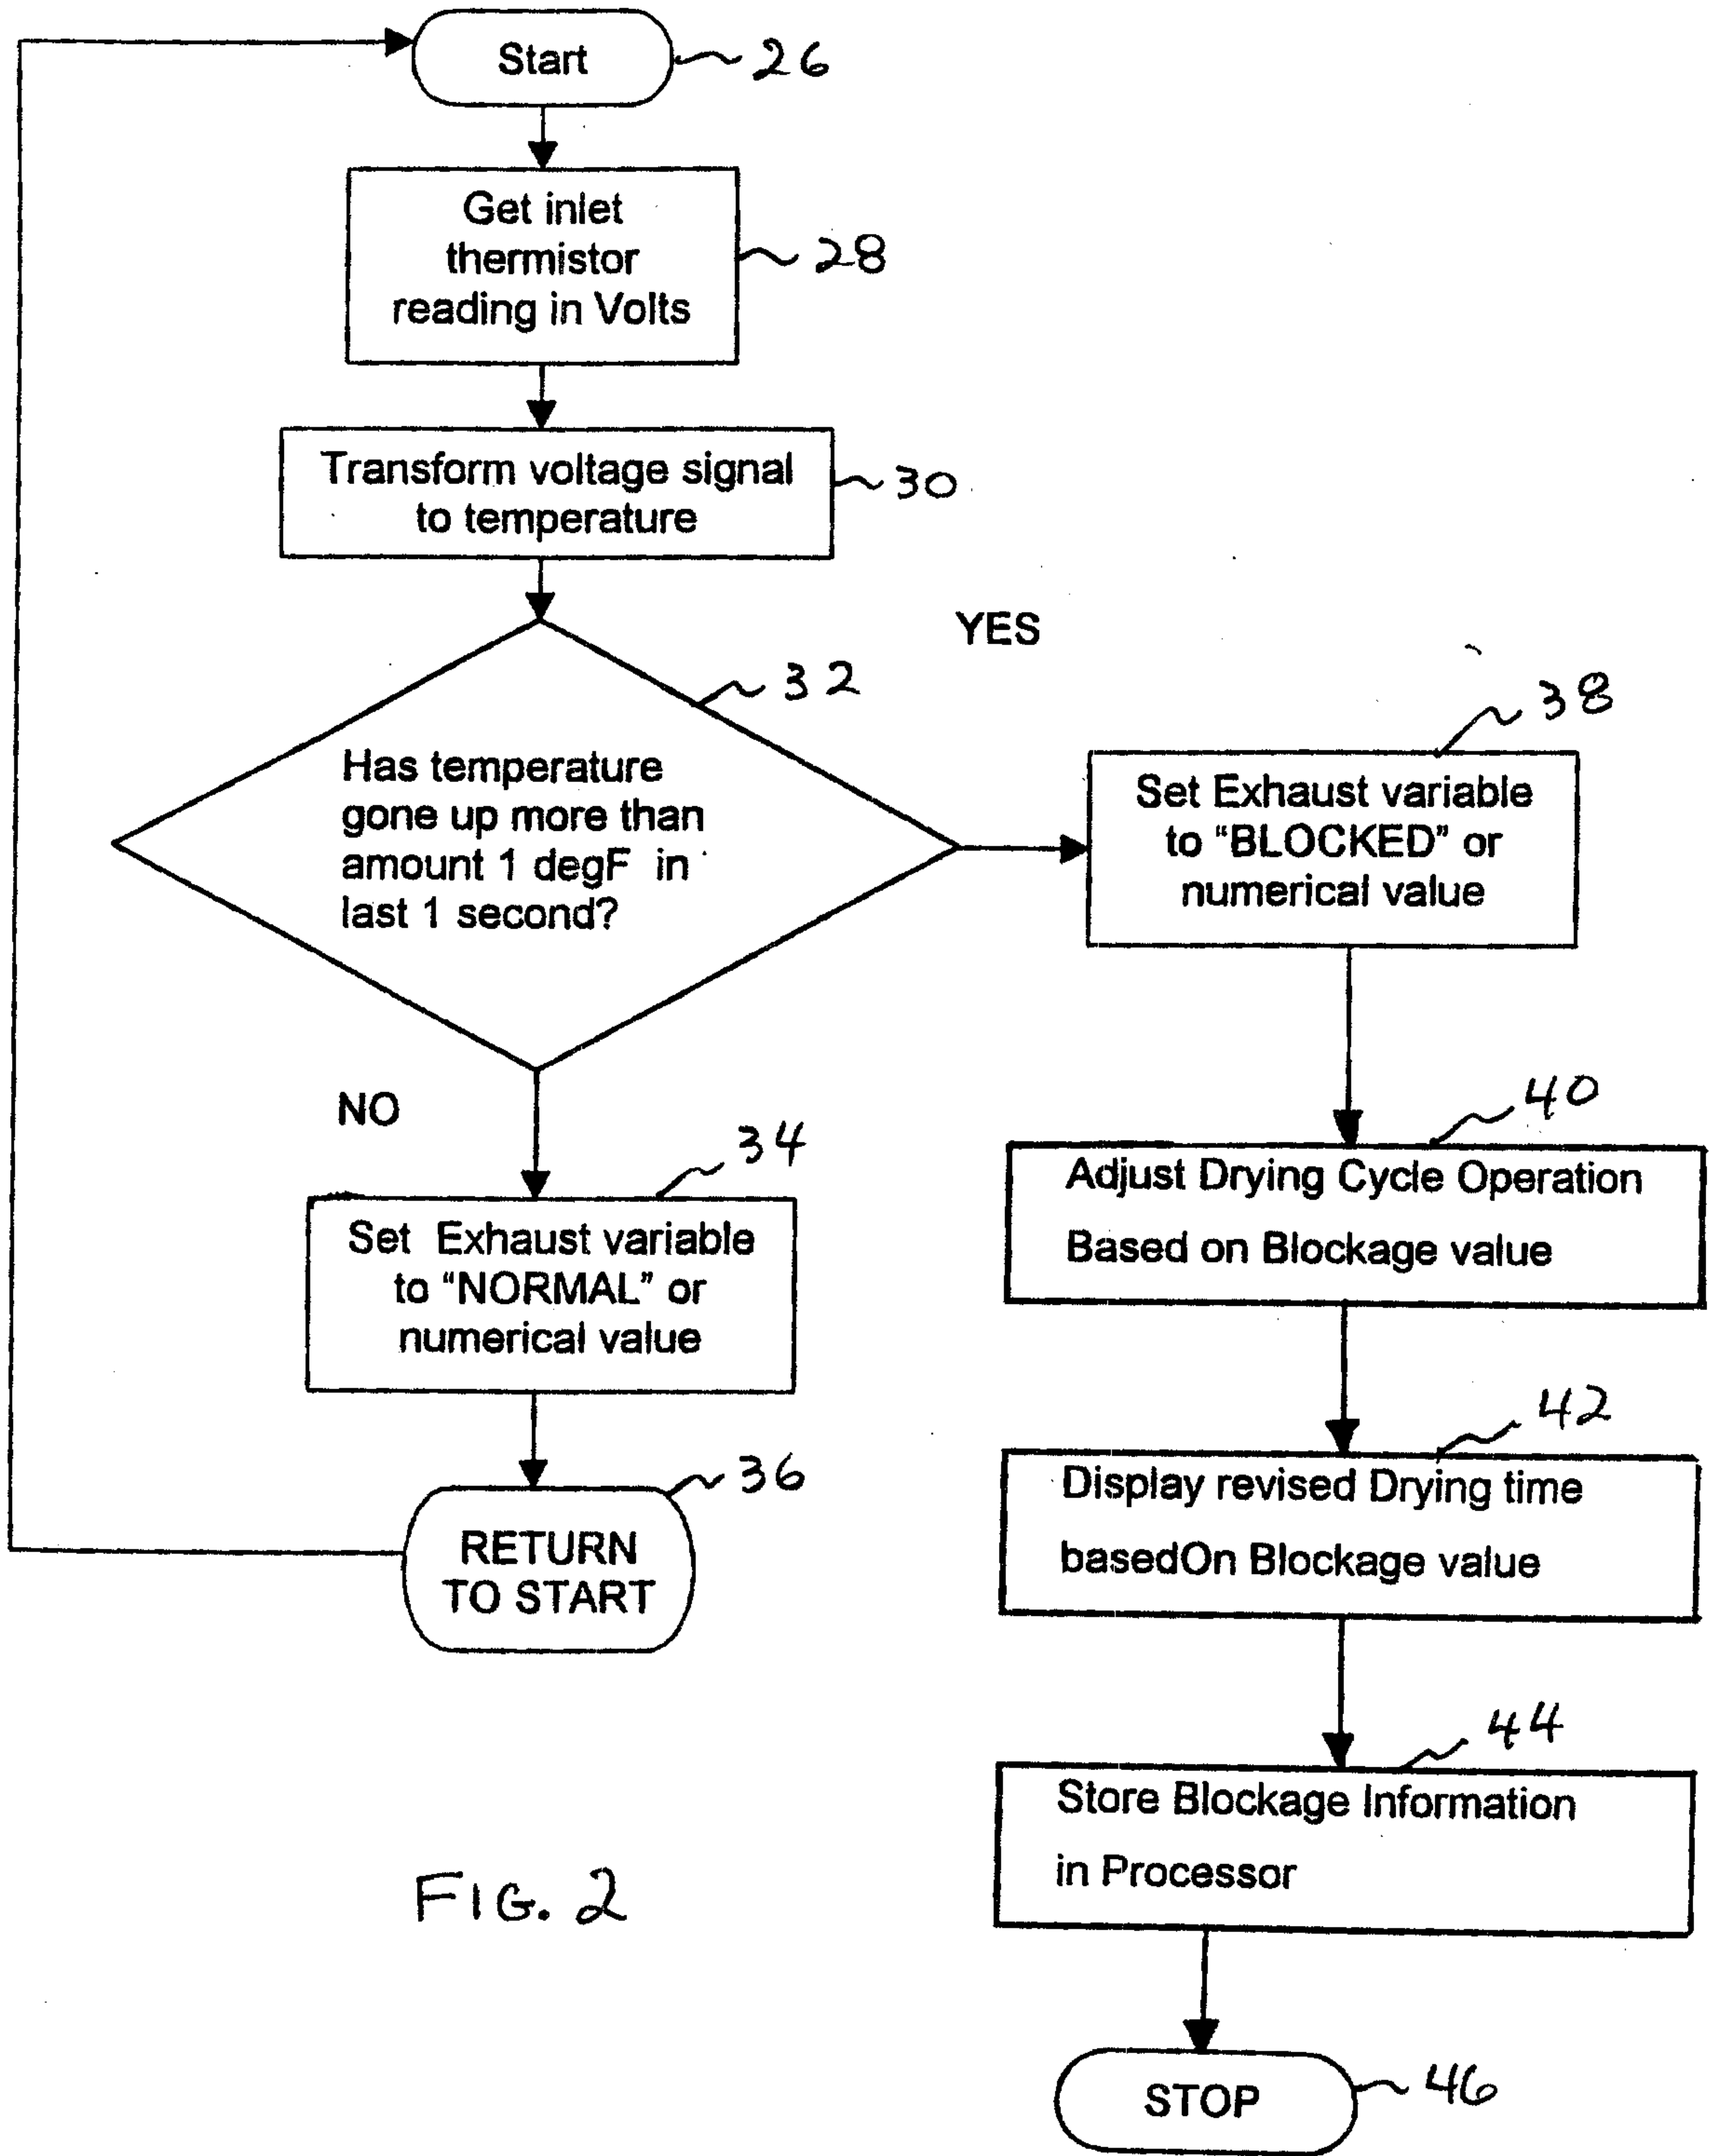 Start
26
Get inlet
thermistor
reading in Volts
28
Transform voltage signal
to temperature
30
YES
32
Has temperature
gone up more than
amount 1 degF in
last 1 second?
38
Set Exhaust variable
to “BLOCKED” or
numerical value
NO
34
Set Exhaust variable
to “NORMAL” or
numerical value
36
RETURN
TO START
40
Adjust Drying Cycle Operation
Based on Blockage value
42
Display revised Drying time
basedOn Blockage value
44
Store Blockage Information
in Processor
46
STOP
FIG. 2